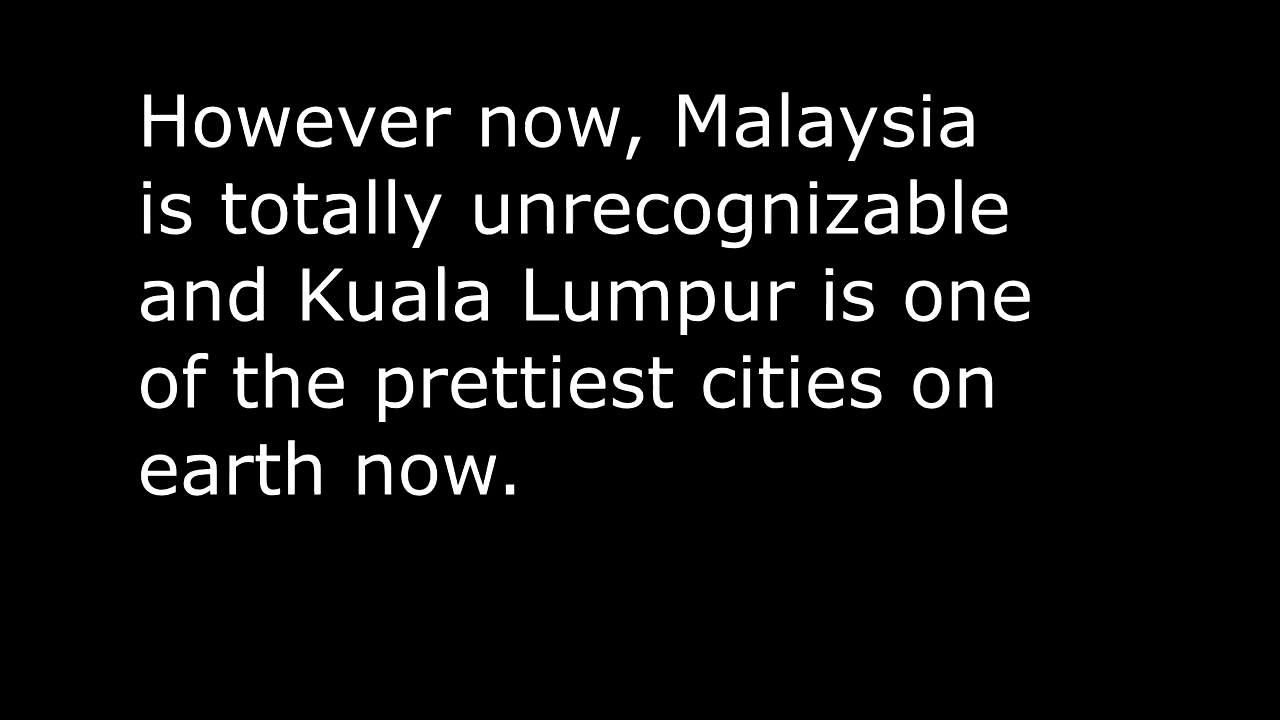 However now, Malaysia
is totally unrecognizable
and Kuala Lumpur is one
of the prettiest cities on
earth now.